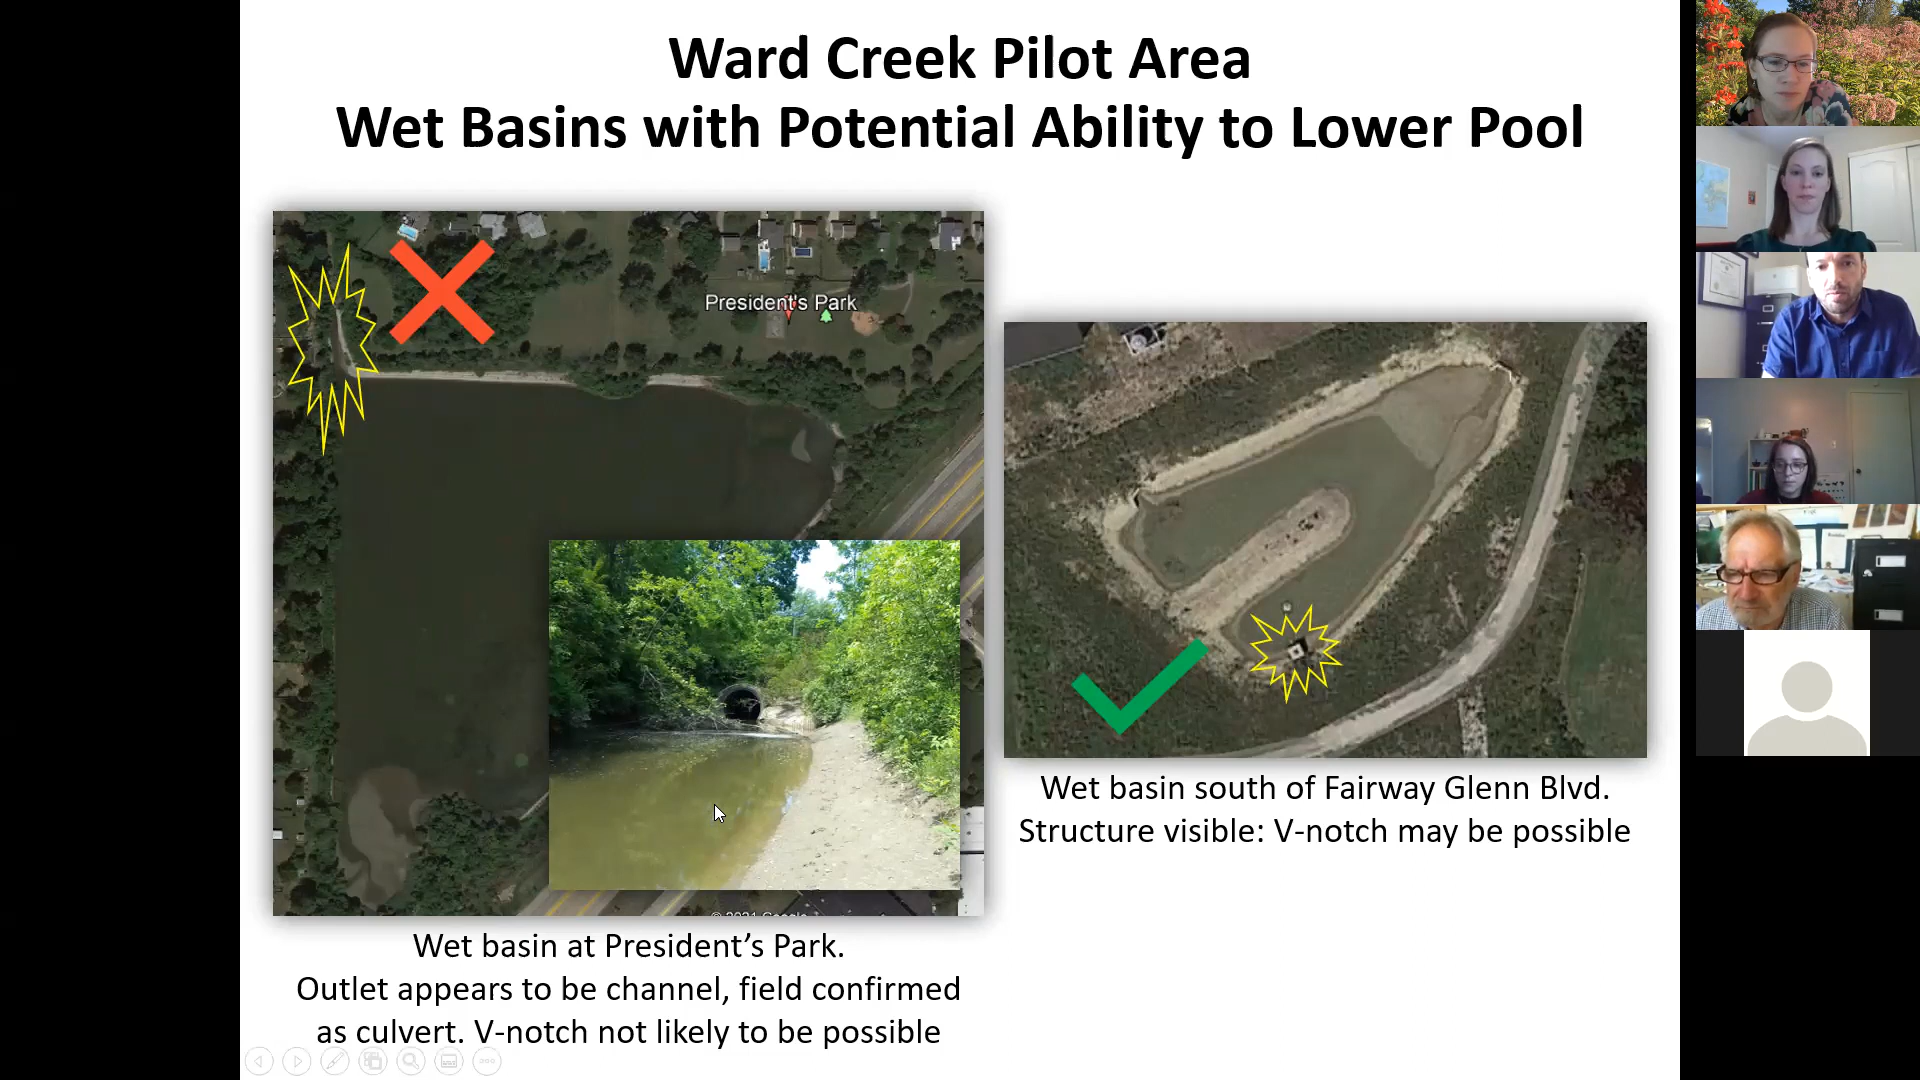 Ward Creek Pilot Area
Wet Basins with Potential Ability to Lower Pool
President's Park
© 2021 Google
Wet basin at President's Park.
Outlet appears to be channel, field confirmed
as culvert. V-notch not likely to be possible
Wet basin south of Fairway Glenn Blvd.
Structure visible: V-notch may be possible